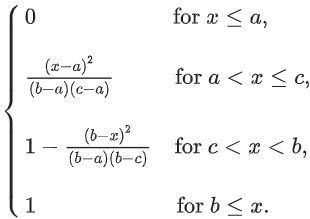 0 for x ≤ a,
(x−a)²/((b−a)(c−a)) for a < x ≤ c,
1 − (b−x)²/((b−a)(b−c)) for c < x < b,
1 for b ≤ x.